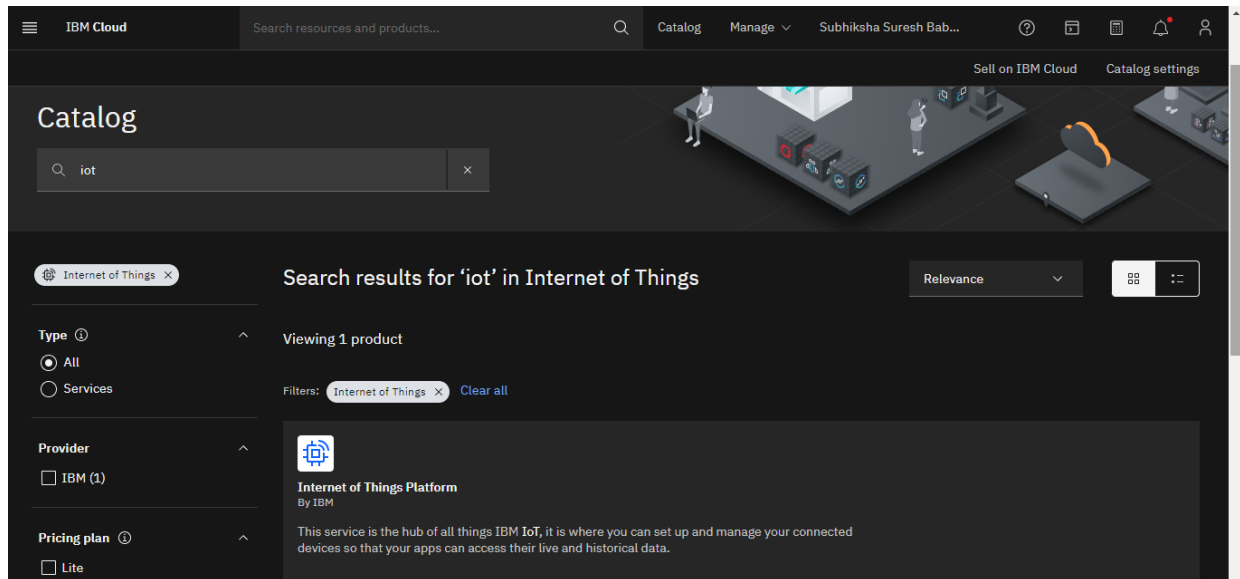 IBM Cloud
Search resources and products...
Catalog
Manage
Subhiksha Suresh Bab...
Sell on IBM Cloud
Catalog settings
Catalog
iot
Internet of Things
Search results for ‘iot’ in Internet of Things
Relevance
Type
All
Services
Viewing 1 product
Filters: Internet of Things Clear all
Provider
IBM (1)
Pricing plan
Lite
Internet of Things Platform
By IBM
This service is the hub of all things IBM IoT, it is where you can set up and manage your connected
devices so that your apps can access their live and historical data.